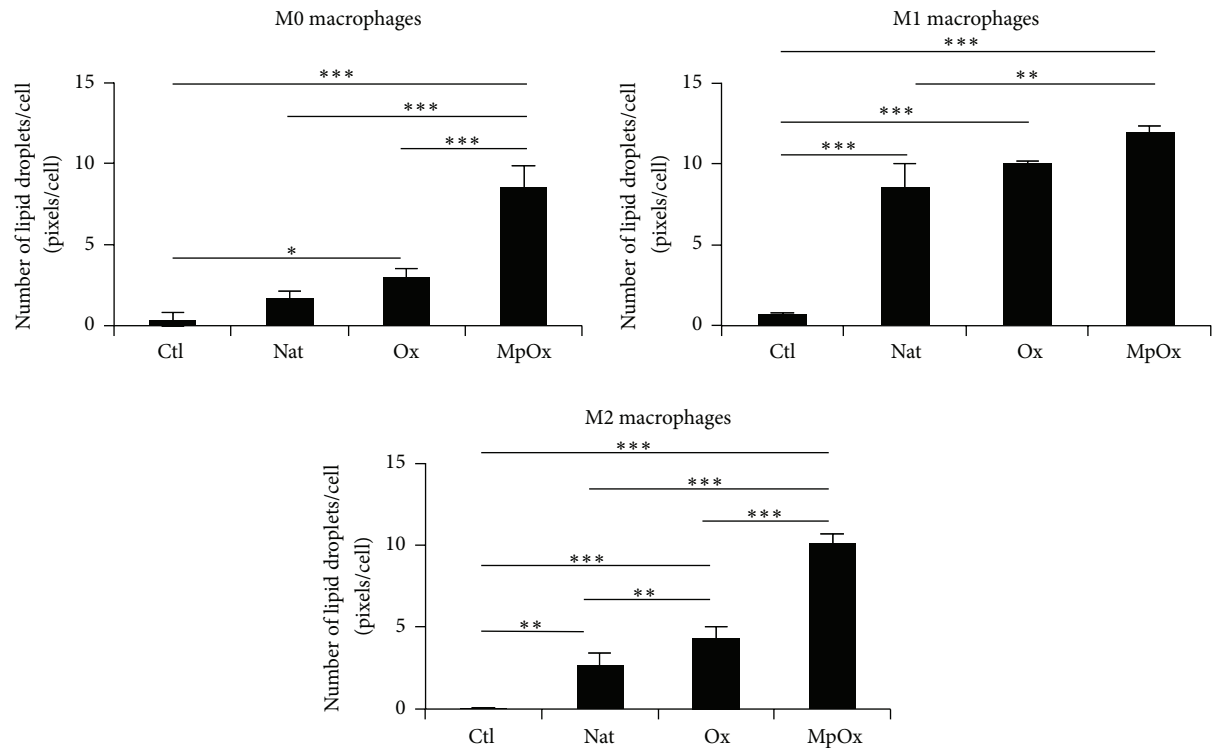 M0 macrophages
Number of lipid droplets/cell
(pixels/cell)
15
10
5
0
***
***
***
*
Ctl Nat Ox MpOx
M1 macrophages
Number of lipid droplets/cell
(pixels/cell)
15
10
5
0
***
**
***
***
Ctl Nat Ox MpOx
M2 macrophages
Number of lipid droplets/cell
(pixels/cell)
15
10
5
0
***
***
***
***
**
**
Ctl Nat Ox MpOx